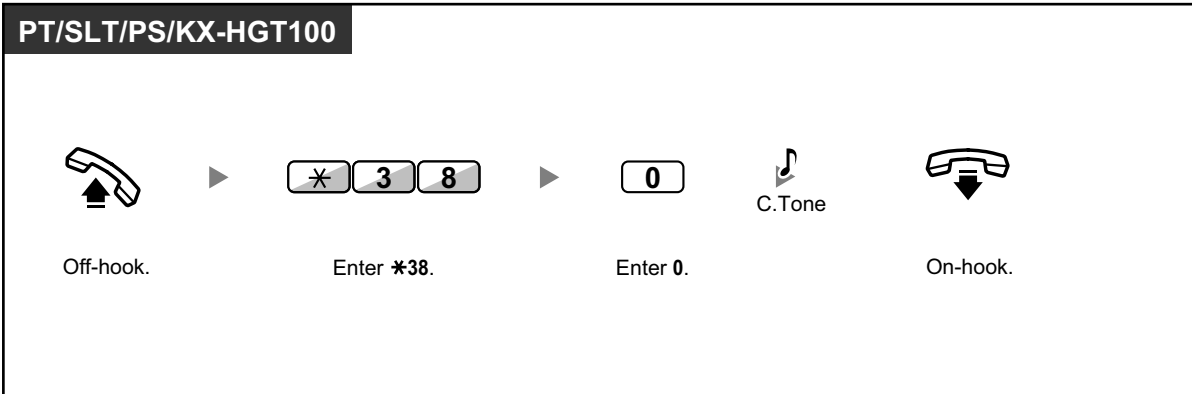 PT/SLT/PS/KX-HGT100
* 3 8 0
C.Tone
Off-hook. Enter *38. Enter 0. On-hook.